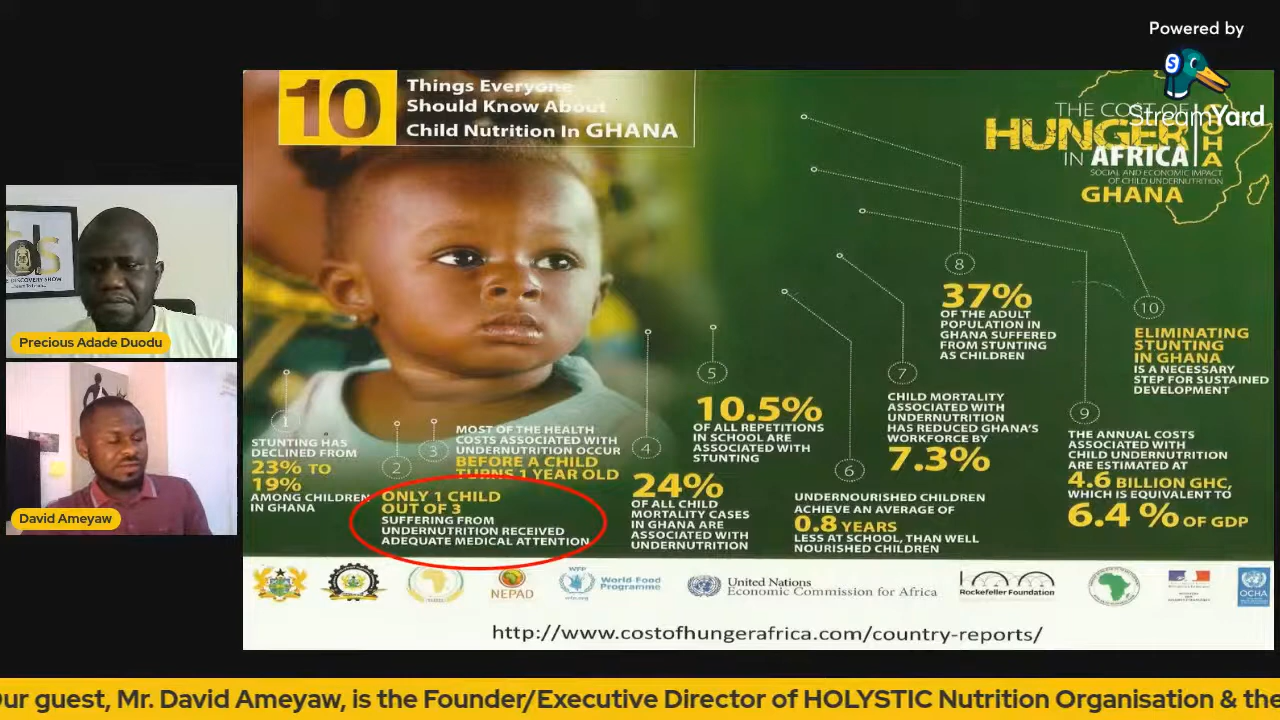 Powered by
StreamYard
10
Things Everyone
Should Know About
Child Nutrition In GHANA
THE COST OF
HUNGER
IN AFRICA
COHA
SOCIAL AND ECONOMIC IMPACT
OF CHILD UNDERNUTRITION
GHANA
1
STUNTING HAS
DECLINED FROM
23% TO
19%
AMONG CHILDREN
IN GHANA
2
ONLY 1 CHILD
OUT OF 3
SUFFERING FROM
UNDERNUTRITION RECEIVED
ADEQUATE MEDICAL ATTENTION
3
MOST OF THE HEALTH
COSTS ASSOCIATED WITH
UNDERNUTRITION OCCUR
BEFORE A CHILD
TURNS 1 YEAR OLD
4
24%
OF ALL CHILD
MORTALITY CASES
IN GHANA ARE
ASSOCIATED WITH
UNDERNUTRITION
5
10.5%
OF ALL REPETITIONS
IN SCHOOL ARE
ASSOCIATED WITH
STUNTING
6
UNDERNOURISHED CHILDREN
ACHIEVE AN AVERAGE OF
0.8 YEARS
LESS AT SCHOOL, THAN WELL
NOURISHED CHILDREN
7
CHILD MORTALITY
ASSOCIATED WITH
UNDERNUTRITION
HAS REDUCED GHANA'S
WORKFORCE BY
7.3%
8
37%
OF THE ADULT
POPULATION IN
GHANA SUFFERED
FROM STUNTING
AS CHILDREN
9
THE ANNUAL COSTS
ASSOCIATED WITH
CHILD UNDERNUTRITION
ARE ESTIMATED AT
4.6 BILLION GHC,
WHICH IS EQUIVALENT TO
6.4 % OF GDP
10
ELIMINATING
STUNTING
IN GHANA
IS A NECESSARY
STEP FOR SUSTAINED
DEVELOPMENT
NEPAD
WFP
wfp.org
World Food
Programme
United Nations
Economic Commission for Africa
Rockefeller Foundation
OCHA
http://www.costofhungerafrica.com/country-reports/
ds
E DISCOVERY SHOW
Precious Adade Duodu
David Ameyaw
Our guest, Mr. David Ameyaw, is the Founder/Executive Director of HOLYSTIC Nutrition Organisation & the